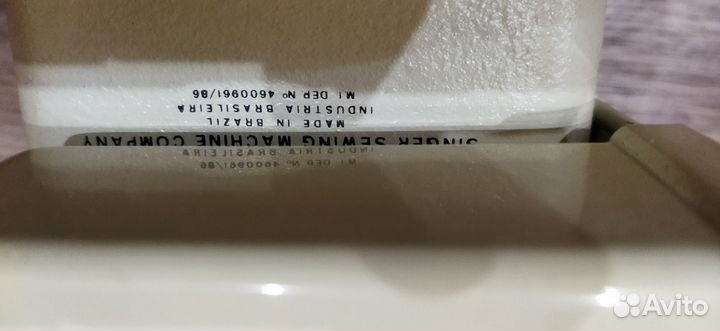 SINGER SEWING MACHINE COMPANY
MADE IN BRAZIL
INDUSTRIA BRASILEIRA
MI DEP Nº 4600961/86
Avito